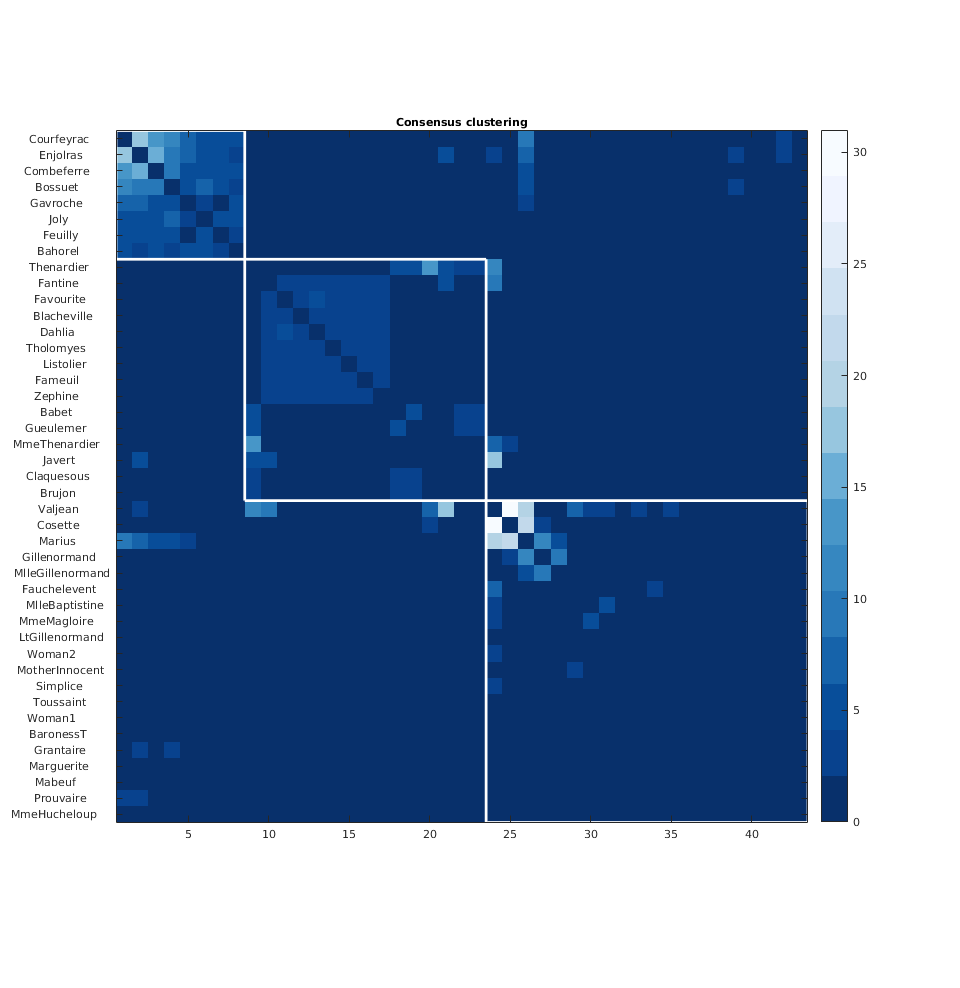 Consensus clustering
Courfeyrac
Enjolras
Combeferre
Bossuet
Gavroche
Joly
Feuilly
Bahorel
Thenardier
Fantine
Favourite
Blacheville
Dahlia
Tholomyes
Listolier
Fameuil
Zephine
Babet
Gueulemer
MmeThenardier
Javert
Claquesous
Brujon
Valjean
Cosette
Marius
Gillenormand
MlleGillenormand
Fauchelevent
MlleBaptistine
MmeMagloire
LtGillenormand
Woman2
MotherInnocent
Simplice
Toussaint
Woman1
BaronessT
Grantaire
Marguerite
Mabeuf
Prouvaire
MmeHucheloup
5 10 15 20 25 30 35 40
30
25
20
15
10
5
0